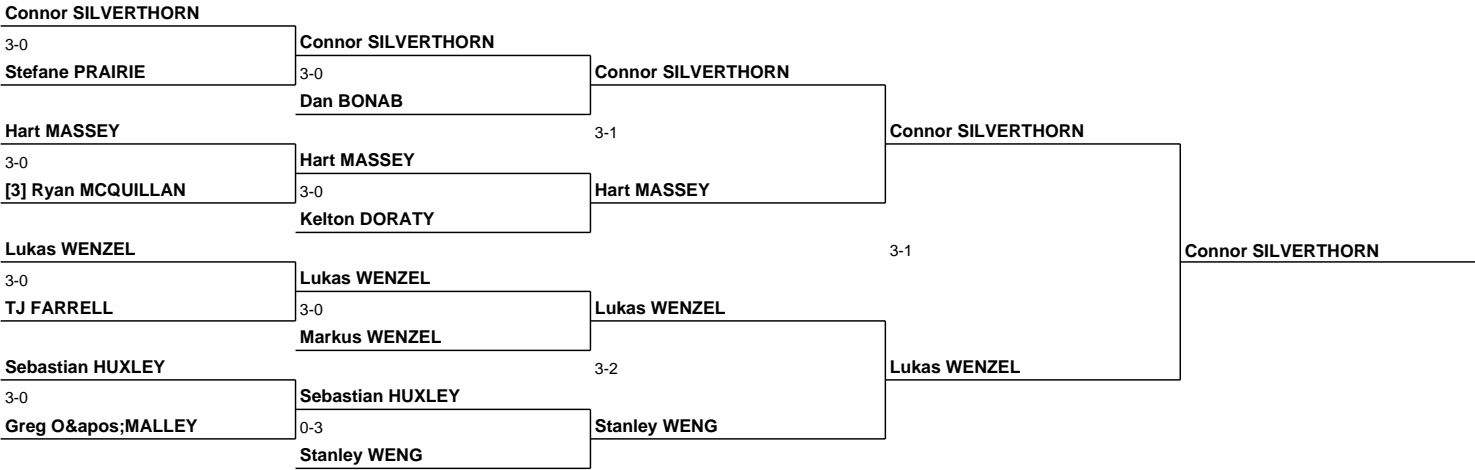 Connor SILVERTHORN
3-0
Connor SILVERTHORN
Stefane PRAIRIE
3-0
Connor SILVERTHORN
Dan BONAB
Hart MASSEY
3-1
Connor SILVERTHORN
3-0
Hart MASSEY
[3] Ryan MCQUILLAN
3-0
Hart MASSEY
Kelton DORATY
Lukas WENZEL
3-1
Connor SILVERTHORN
3-0
Lukas WENZEL
TJ FARRELL
3-0
Lukas WENZEL
Markus WENZEL
Sebastian HUXLEY
3-2
Lukas WENZEL
3-0
Sebastian HUXLEY
Greg O&apos;MALLEY
0-3
Stanley WENG
Stanley WENG